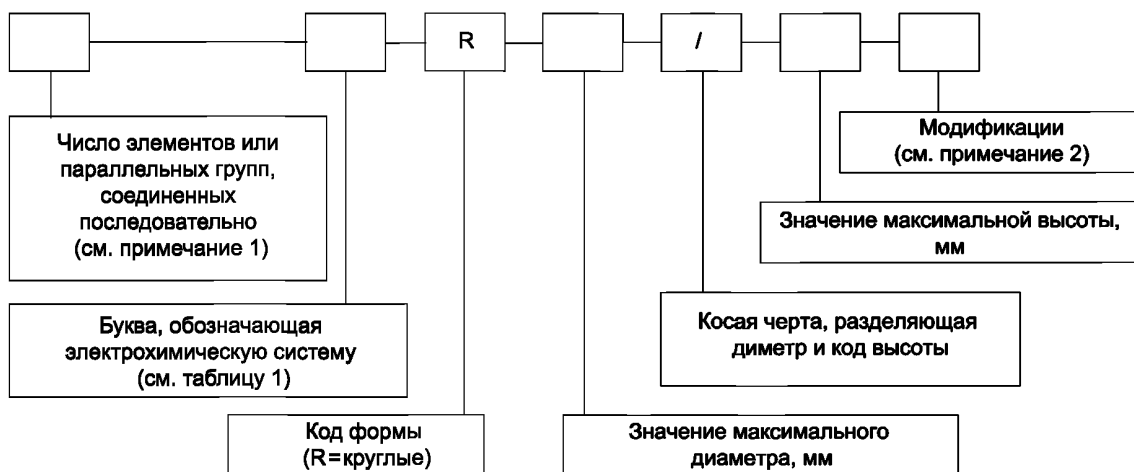 R
/
Число элементов или
параллельных групп,
соединенных
последовательно
(см. примечание 1)
Модификации
(см. примечание 2)
Значение максимальной высоты,
мм
Буква, обозначающая
электрохимическую систему
(см. таблицу 1)
Косая черта, разделяющая
диметр и код высоты
Код формы
(R=круглые)
Значение максимального
диаметра, мм